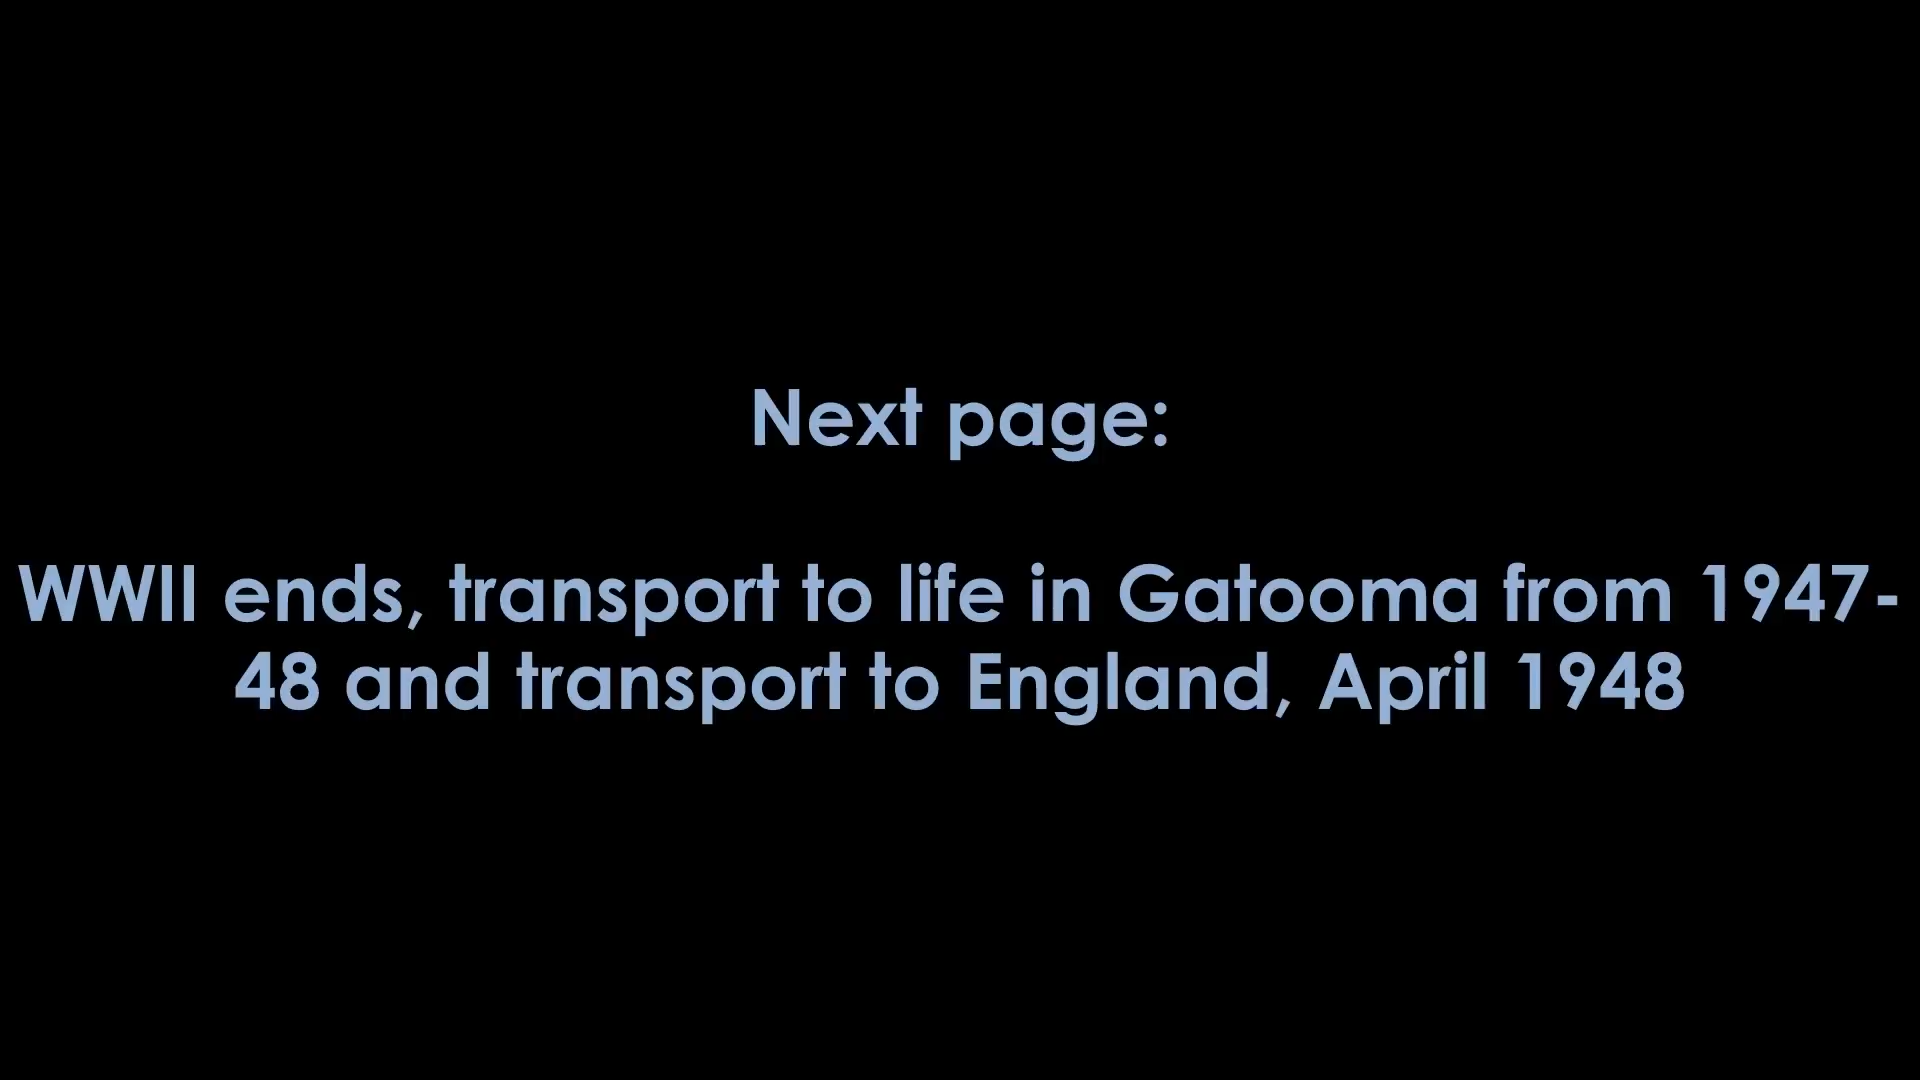 Next page:
WWII ends, transport to life in Gatooma from 1947-
48 and transport to England, April 1948